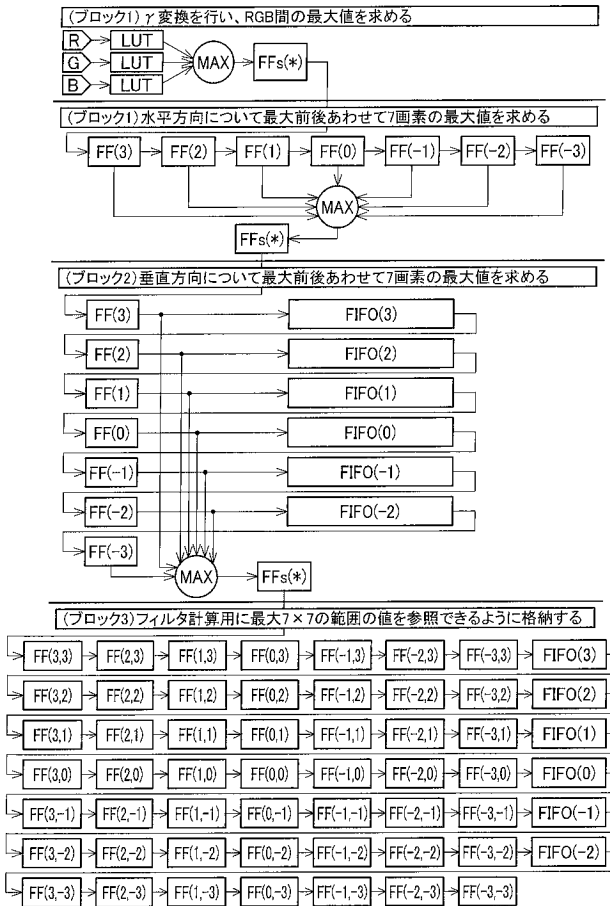 (ブロック1)γ変換を行い、RGB間の最大値を求める
R LUT
G LUT MAX FFs(*)
B LUT
(ブロック1)水平方向について最大前後あわせて7画素の最大値を求める
FF(3) FF(2) FF(1) FF(0) FF(-1) FF(-2) FF(-3)
MAX
FFs(*)
(ブロック2)垂直方向について最大前後あわせて7画素の最大値を求める
FF(3) FIFO(3)
FF(2) FIFO(2)
FF(1) FIFO(1)
FF(0) FIFO(0)
FF(-1) FIFO(-1)
FF(-2) FIFO(-2)
FF(-3)
MAX FFs(*)
(ブロック3)フィルタ計算用に最大7×7の範囲の値を参照できるように格納する
FF(3,3) FF(2,3) FF(1,3) FF(0,3) FF(-1,3) FF(-2,3) FF(-3,3) FIFO(3)
FF(3,2) FF(2,2) FF(1,2) FF(0,2) FF(-1,2) FF(-2,2) FF(-3,2) FIFO(2)
FF(3,1) FF(2,1) FF(1,1) FF(0,1) FF(-1,1) FF(-2,1) FF(-3,1) FIFO(1)
FF(3,0) FF(2,0) FF(1,0) FF(0,0) FF(-1,0) FF(-2,0) FF(-3,0) FIFO(0)
FF(3,-1) FF(2,-1) FF(1,-1) FF(0,-1) FF(-1,-1) FF(-2,-1) FF(-3,-1) FIFO(-1)
FF(3,-2) FF(2,-2) FF(1,-2) FF(0,-2) FF(-1,-2) FF(-2,-2) FF(-3,-2) FIFO(-2)
FF(3,-3) FF(2,-3) FF(1,-3) FF(0,-3) FF(-1,-3) FF(-2,-3) FF(-3,-3)